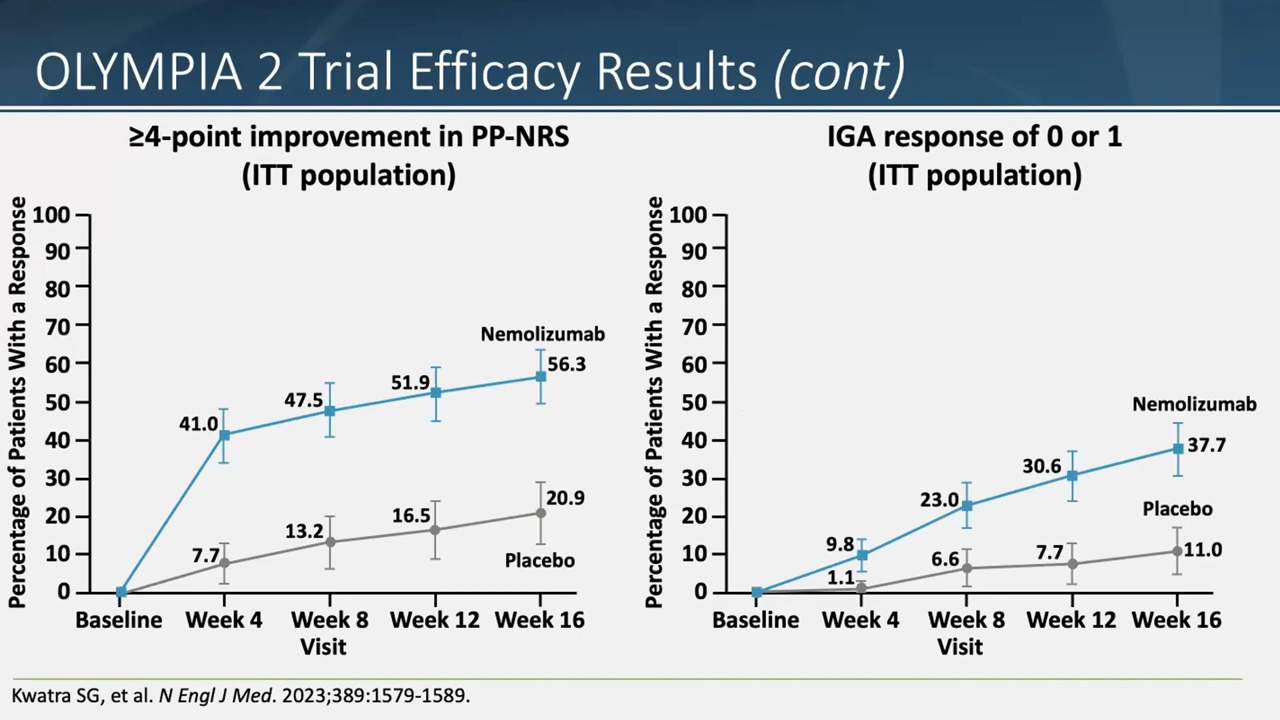 OLYMPIA 2 Trial Efficacy Results (cont)
≥4-point improvement in PP-NRS
(ITT population)
Percentage of Patients With a Response
100
90
80
70
60
50
40
30
20
10
0
Nemolizumab
56.3
51.9
47.5
41.0
20.9
16.5
13.2
7.7
Placebo
Baseline
Week 4
Week 8
Week 12
Week 16
Visit
IGA response of 0 or 1
(ITT population)
Percentage of Patients With a Response
100
90
80
70
60
50
40
30
20
10
0
Nemolizumab
37.7
30.6
23.0
9.8
Placebo
11.0
7.7
6.6
1.1
Baseline
Week 4
Week 8
Week 12
Week 16
Visit
Kwatra SG, et al. N Engl J Med. 2023;389:1579-1589.